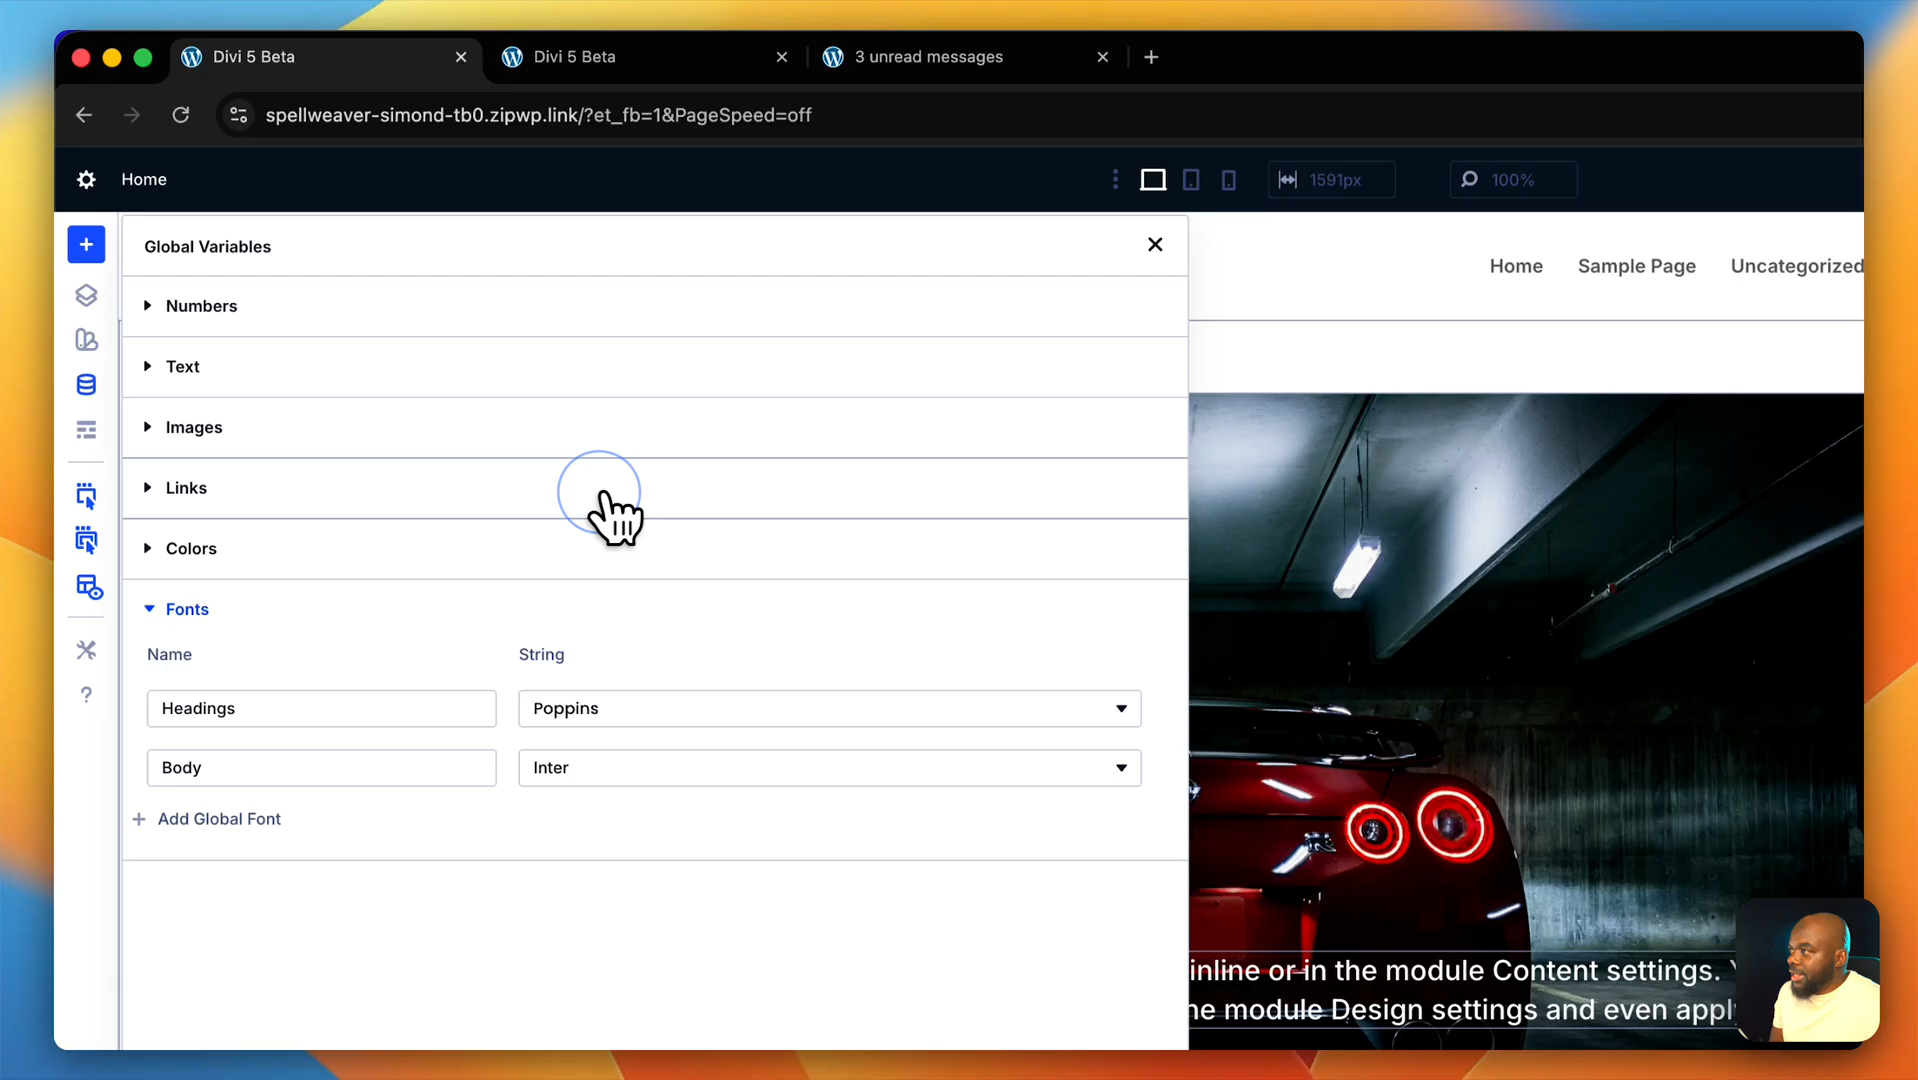 Divi 5 Beta
Divi 5 Beta
3 unread messages
spellweaver-simond-tb0.zipwp.link/?et_fb=1&PageSpeed=off
Home
1591px
100%
Global Variables
Home Sample Page Uncategorized
Numbers
Text
Images
Links
Colors
Fonts
Name String
Headings Poppins
Body Inter
+ Add Global Font
inline or in the module Content settings.
he module Design settings and even apply